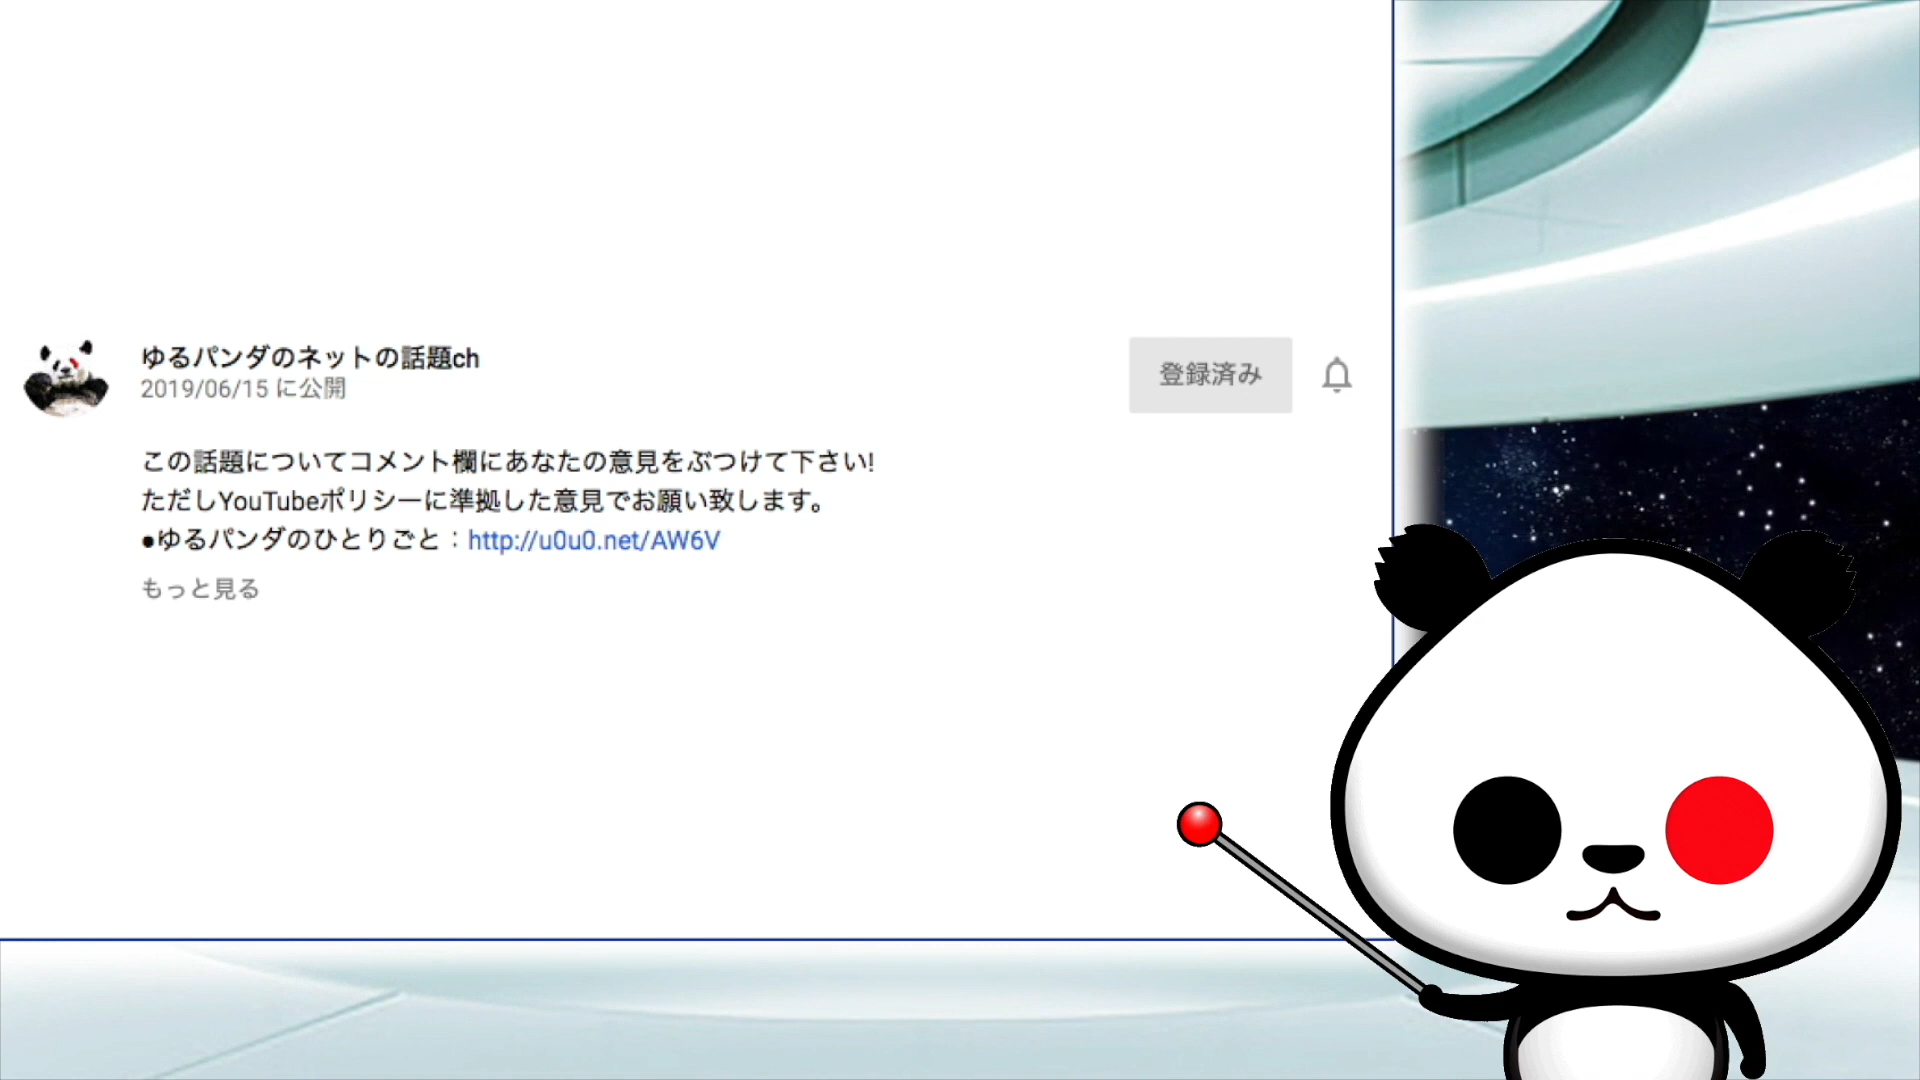 ゆるパンダのネットの話題ch
2019/06/15 に公開
登録済み
この話題についてコメント欄にあなたの意見をぶつけて下さい!
ただしYouTubeポリシーに準拠した意見でお願い致します。
●ゆるパンダのひとりごと：http://u0u0.net/AW6V
もっと見る